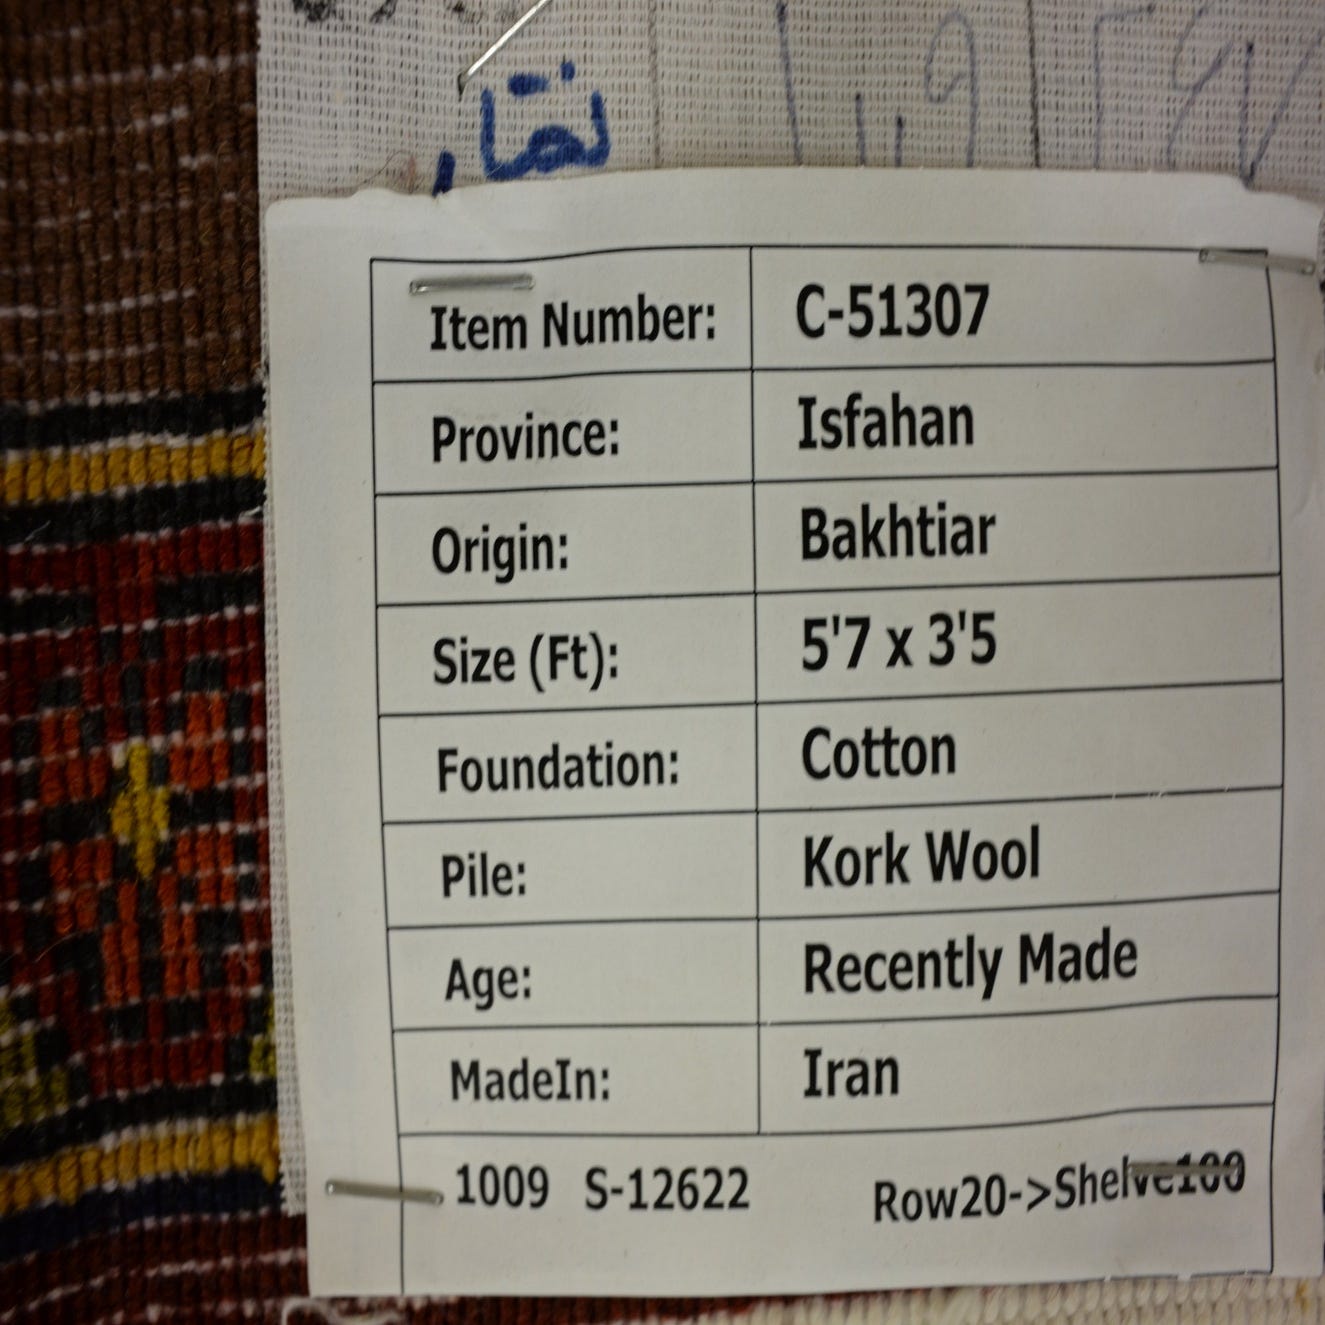 Item Number: C-51307
Province: Isfahan
Origin: Bakhtiar
Size (Ft): 5'7 x 3'5
Foundation: Cotton
Pile: Kork Wool
Age: Recently Made
MadeIn: Iran
1009 S-12622 Row20->Shelve100